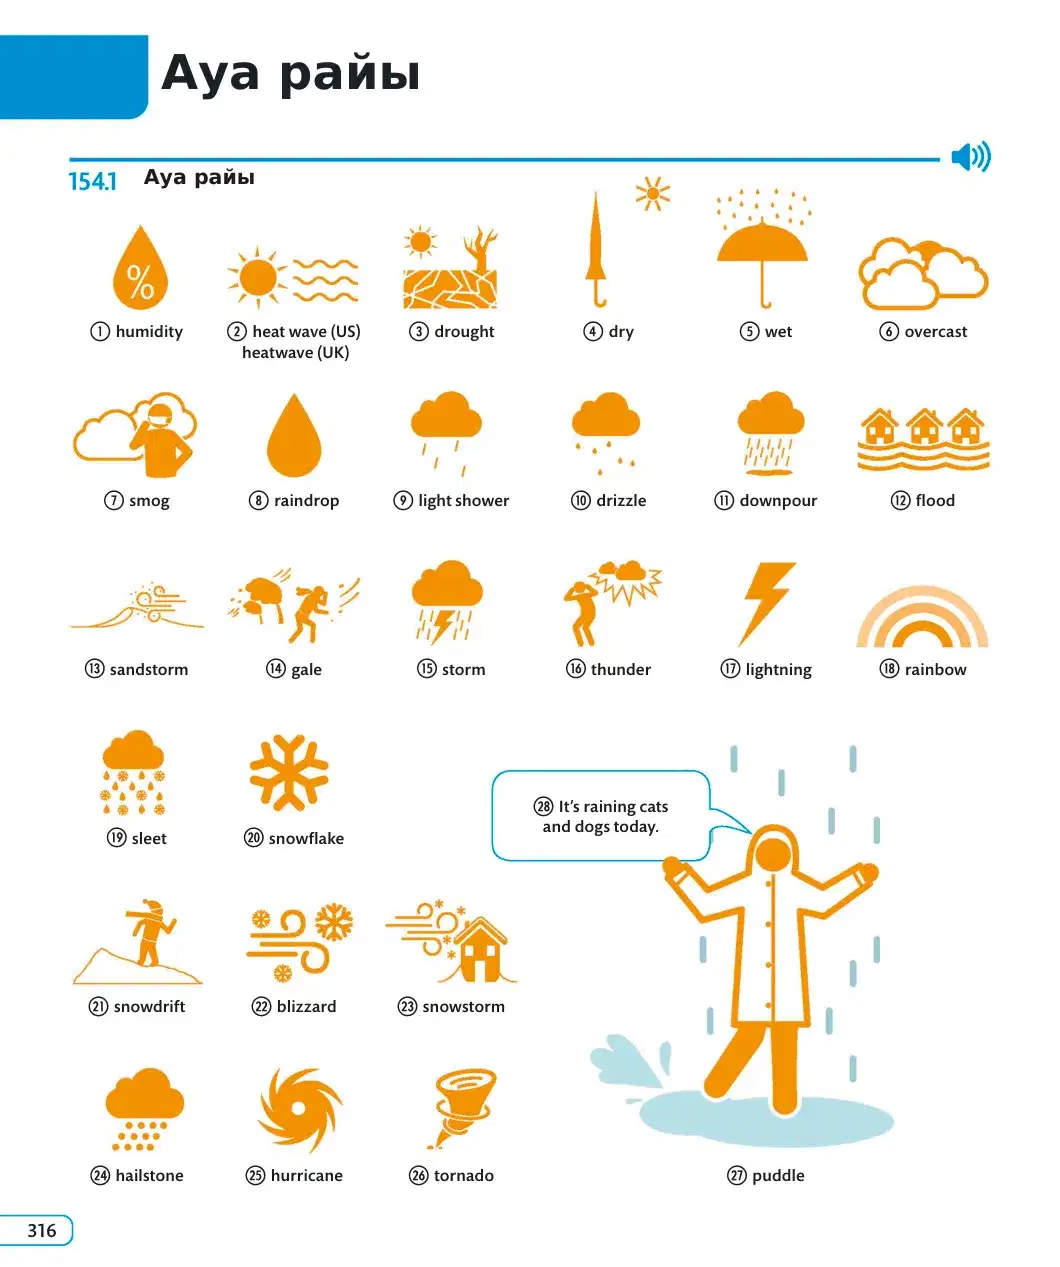 Ауа райы
154.1 Ауа райы
%
① humidity
② heat wave (US)
heatwave (UK)
③ drought
④ dry
⑤ wet
⑥ overcast
⑦ smog
⑧ raindrop
⑨ light shower
⑩ drizzle
⑪ downpour
⑫ flood
⑬ sandstorm
⑭ gale
⑮ storm
⑯ thunder
⑰ lightning
⑱ rainbow
⑲ sleet
⑳ snowflake
㉘ It’s raining cats
and dogs today.
㉑ snowdrift
㉒ blizzard
㉓ snowstorm
㉔ hailstone
㉕ hurricane
㉖ tornado
㉗ puddle
316